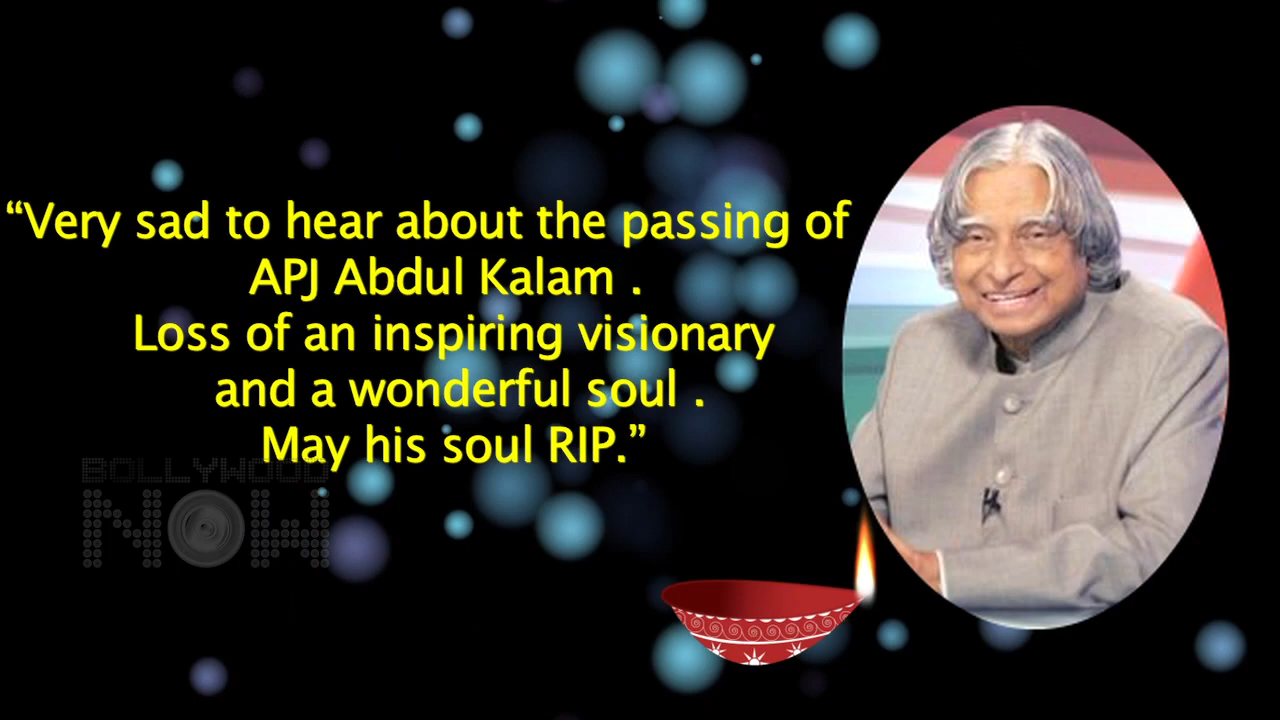 “Very sad to hear about the passing of
APJ Abdul Kalam .
Loss of an inspiring visionary
and a wonderful soul .
May his soul RIP.”
BOLLYWOOD
NOW